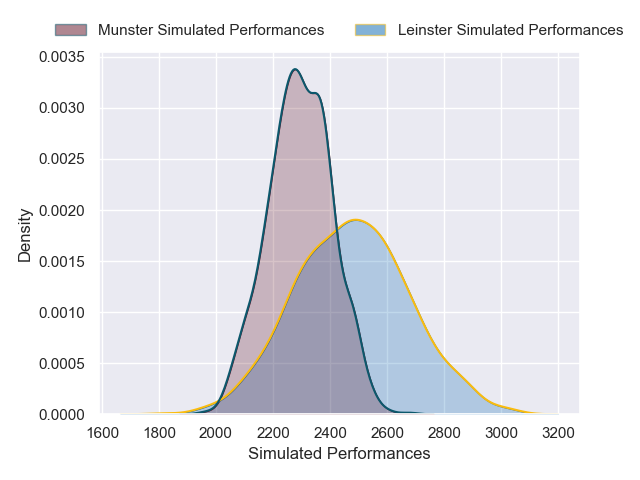 Munster Simulated Performances
Leinster Simulated Performances
0.0035
0.0030
0.0025
0.0020
0.0015
0.0010
0.0005
0.0000
Density
1600 1800 2000 2200 2400 2600 2800 3000 3200
Simulated Performances